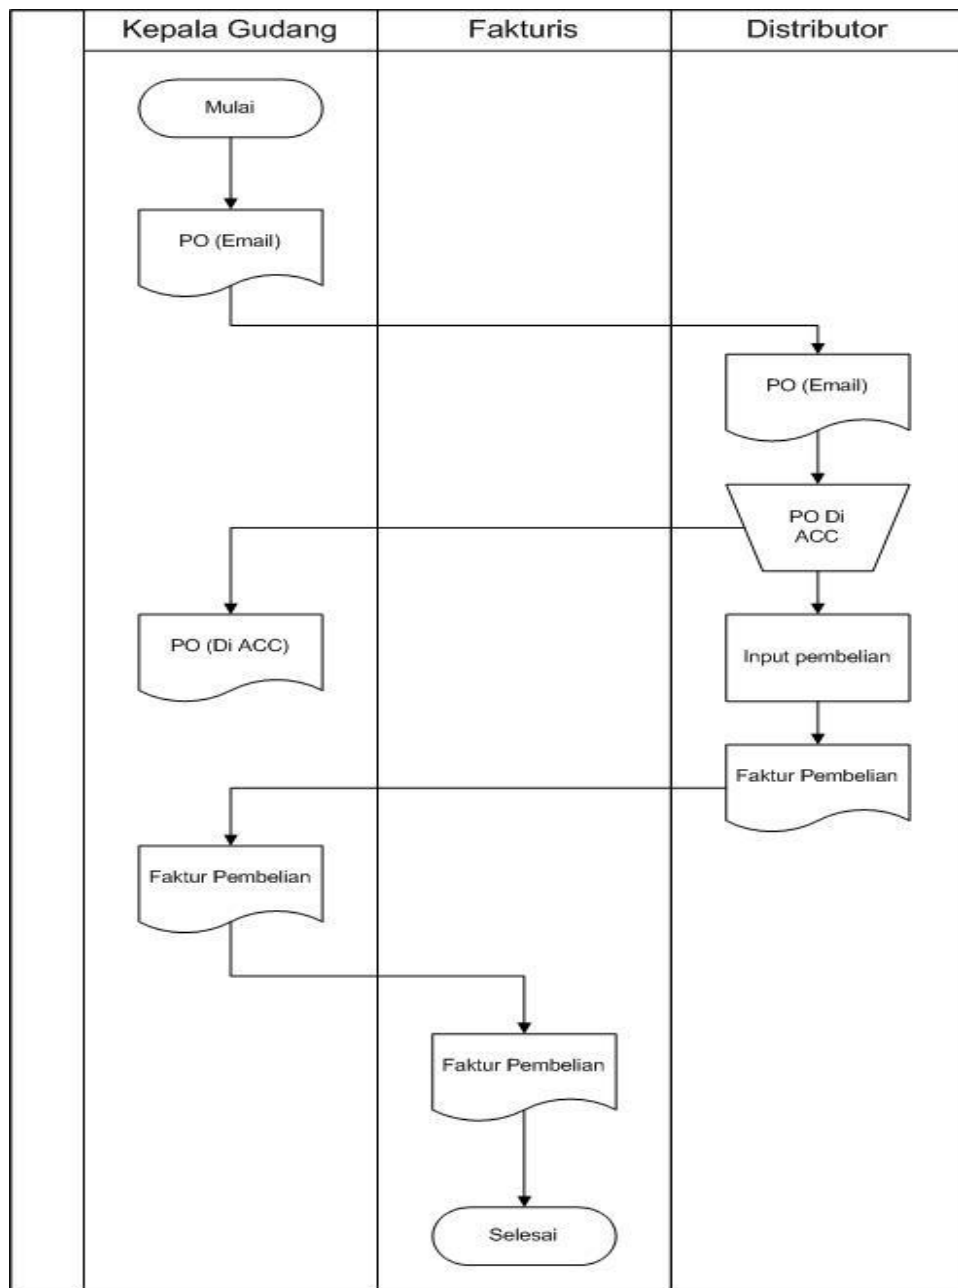 Kepala Gudang
Fakturis
Distributor
Mulai
PO (Email)
PO (Email)
PO Di
ACC
PO (Di ACC)
Input pembelian
Faktur Pembelian
Faktur Pembelian
Faktur Pembelian
Selesai